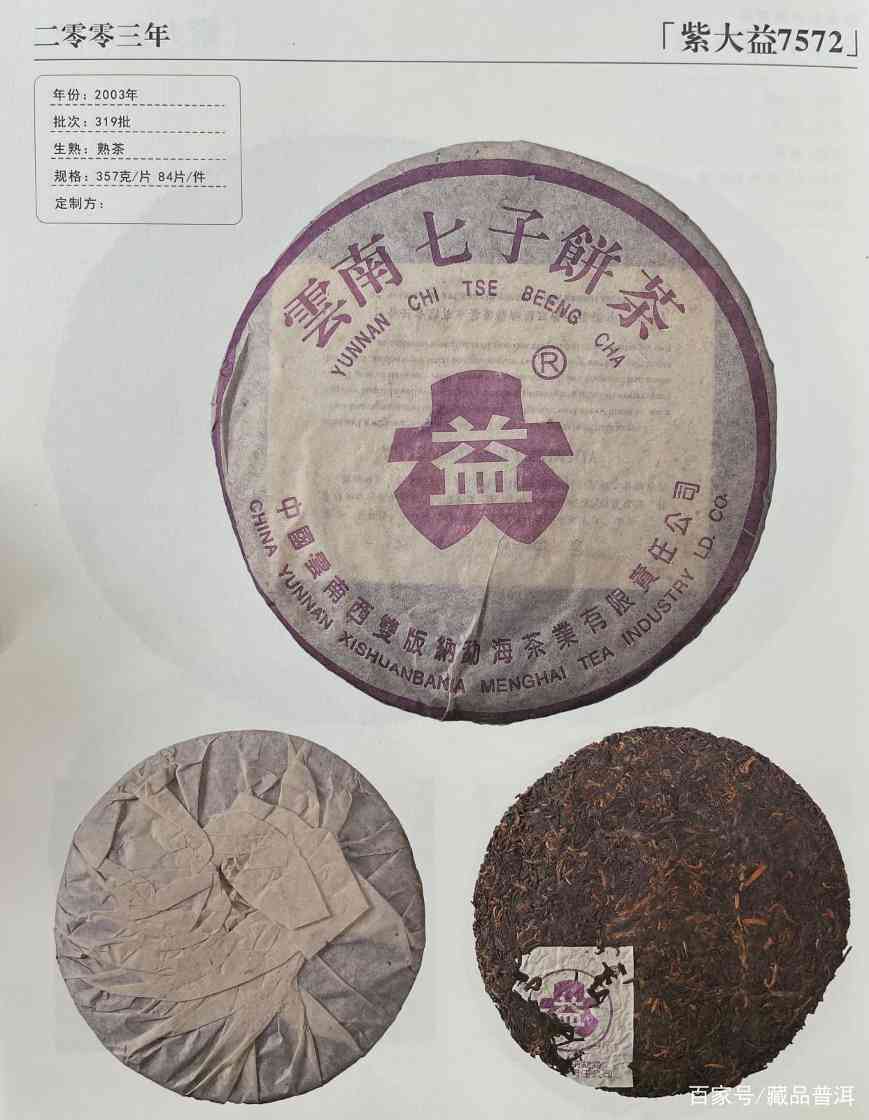 二零零三年
「紫大益7572」
年份：2003年
批次：319批
生熟：熟茶
规格：357克/片 84片/件
定制方：
雲南七子餅茶
YUNNAN CHI TSE BEENG CHA
®
益
中國雲南西雙版納勐海茶業有限責任公司
CHINA YUNNAN XISHUANBANNA MENGHAI TEA INDUSTRY LD. CO.
益
百家号/藏品普洱